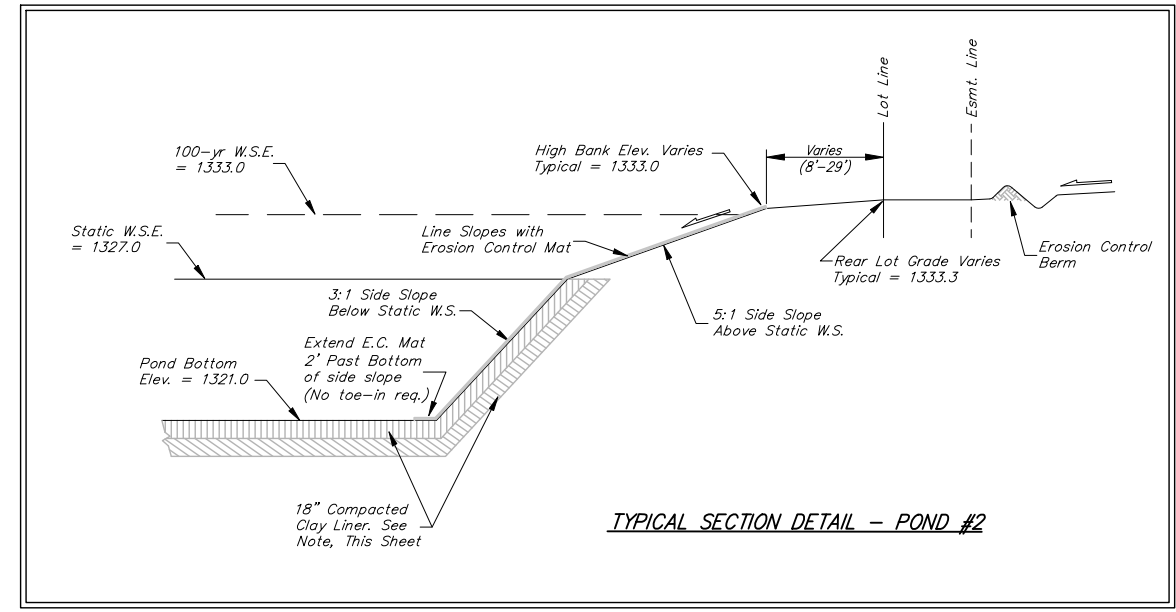 100-yr W.S.E.
= 1333.0
Static W.S.E.
= 1327.0
High Bank Elev. Varies
Typical = 1333.0
Varies
(8'-29')
Lot Line
Esmt. Line
Line Slopes with
Erosion Control Mat
Rear Lot Grade Varies
Typical = 1333.3
Erosion Control
Berm
3:1 Side Slope
Below Static W.S.
5:1 Side Slope
Above Static W.S.
Extend E.C. Mat
2' Past Bottom
of side slope
(No toe-in req.)
Pond Bottom
Elev. = 1321.0
18" Compacted
Clay Liner. See
Note, This Sheet
TYPICAL SECTION DETAIL - POND #2